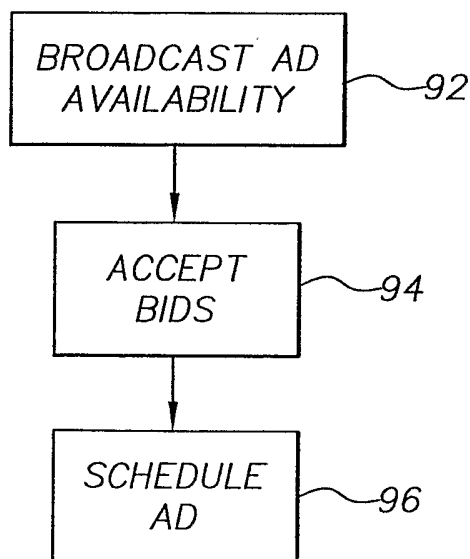 BROADCAST AD
AVAILABILITY
92
ACCEPT
BIDS
94
SCHEDULE
AD
96